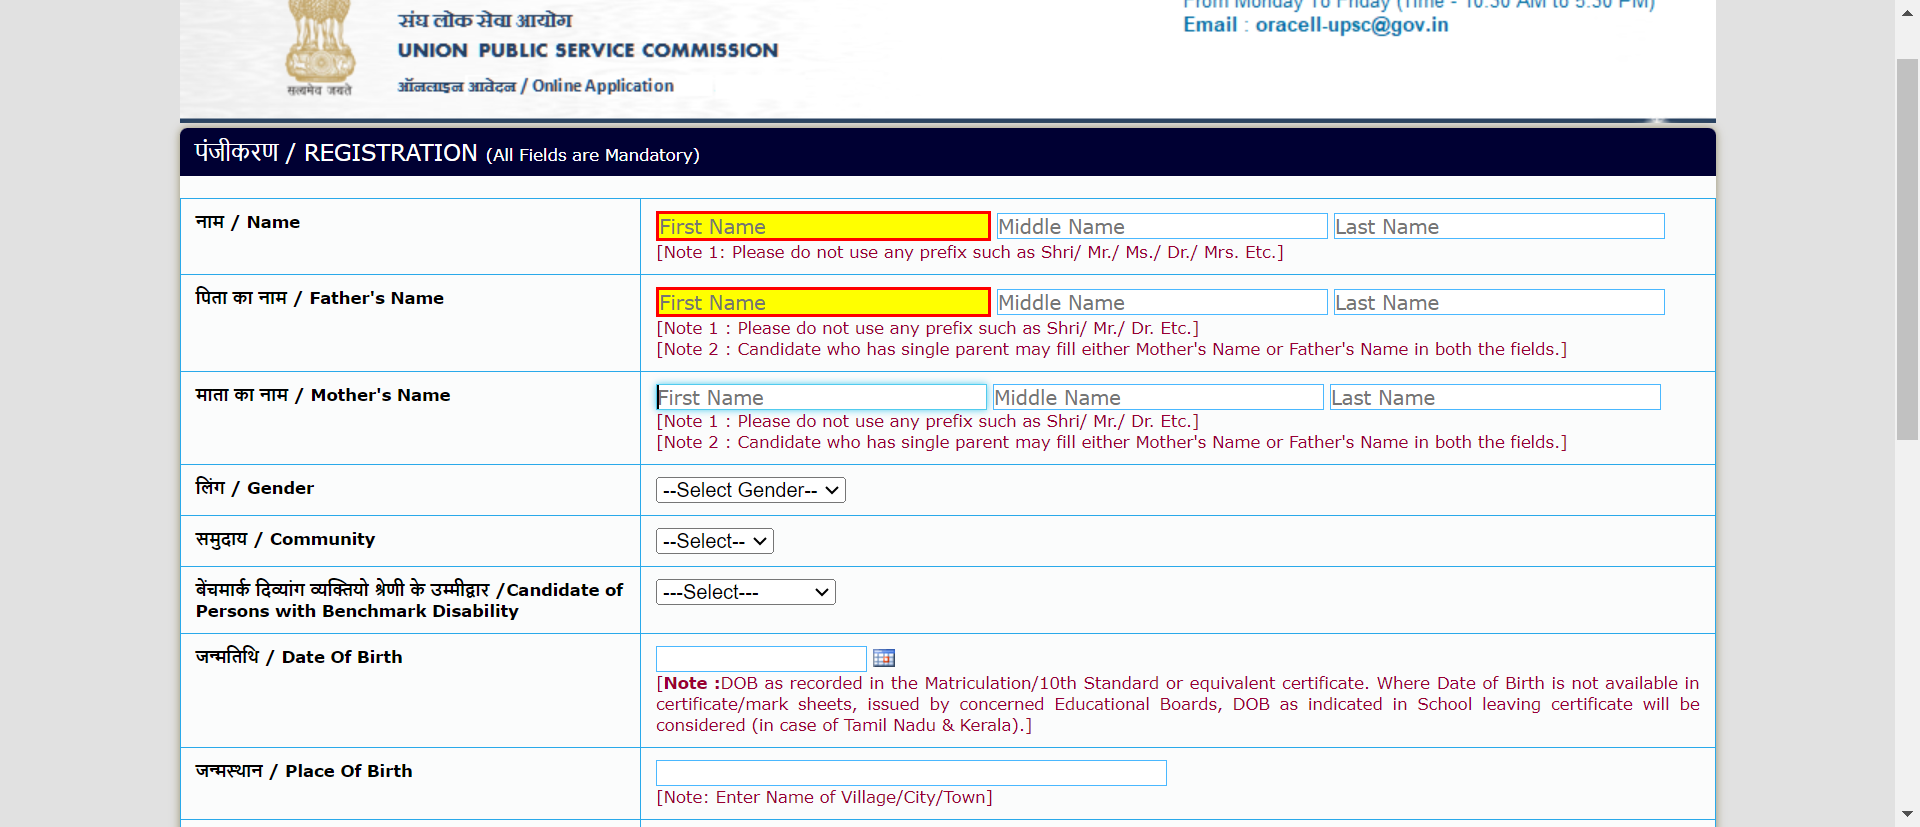 From Monday To Friday (Time - 10:30 AM to 5:30 PM)
संघ लोक सेवा आयोग
Email : oracell-upsc@gov.in
UNION PUBLIC SERVICE COMMISSION
सत्यमेव जयते
ऑनलाइन आवेदन / Online Application
पंजीकरण / REGISTRATION (All Fields are Mandatory)
नाम / Name
First Name Middle Name Last Name
[Note 1: Please do not use any prefix such as Shri/ Mr./ Ms./ Dr./ Mrs. Etc.]
पिता का नाम / Father's Name
First Name Middle Name Last Name
[Note 1 : Please do not use any prefix such as Shri/ Mr./ Dr. Etc.]
[Note 2 : Candidate who has single parent may fill either Mother's Name or Father's Name in both the fields.]
माता का नाम / Mother's Name
First Name Middle Name Last Name
[Note 1 : Please do not use any prefix such as Shri/ Mr./ Dr. Etc.]
[Note 2 : Candidate who has single parent may fill either Mother's Name or Father's Name in both the fields.]
लिंग / Gender
--Select Gender--
समुदाय / Community
--Select--
बेंचमार्क दिव्यांग व्यक्तियो श्रेणी के उम्मीद्वार /Candidate of
Persons with Benchmark Disability
---Select---
जन्मतिथि / Date Of Birth
[Note :DOB as recorded in the Matriculation/10th Standard or equivalent certificate. Where Date of Birth is not available in
certificate/mark sheets, issued by concerned Educational Boards, DOB as indicated in School leaving certificate will be
considered (in case of Tamil Nadu & Kerala).]
जन्मस्थान / Place Of Birth
[Note: Enter Name of Village/City/Town]